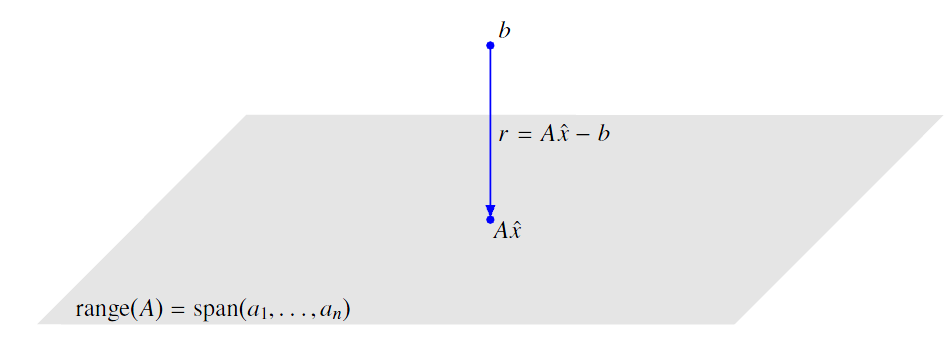 b
r = Ax̂ − b
Ax̂
range(A) = span(a₁, . . . , aₙ)